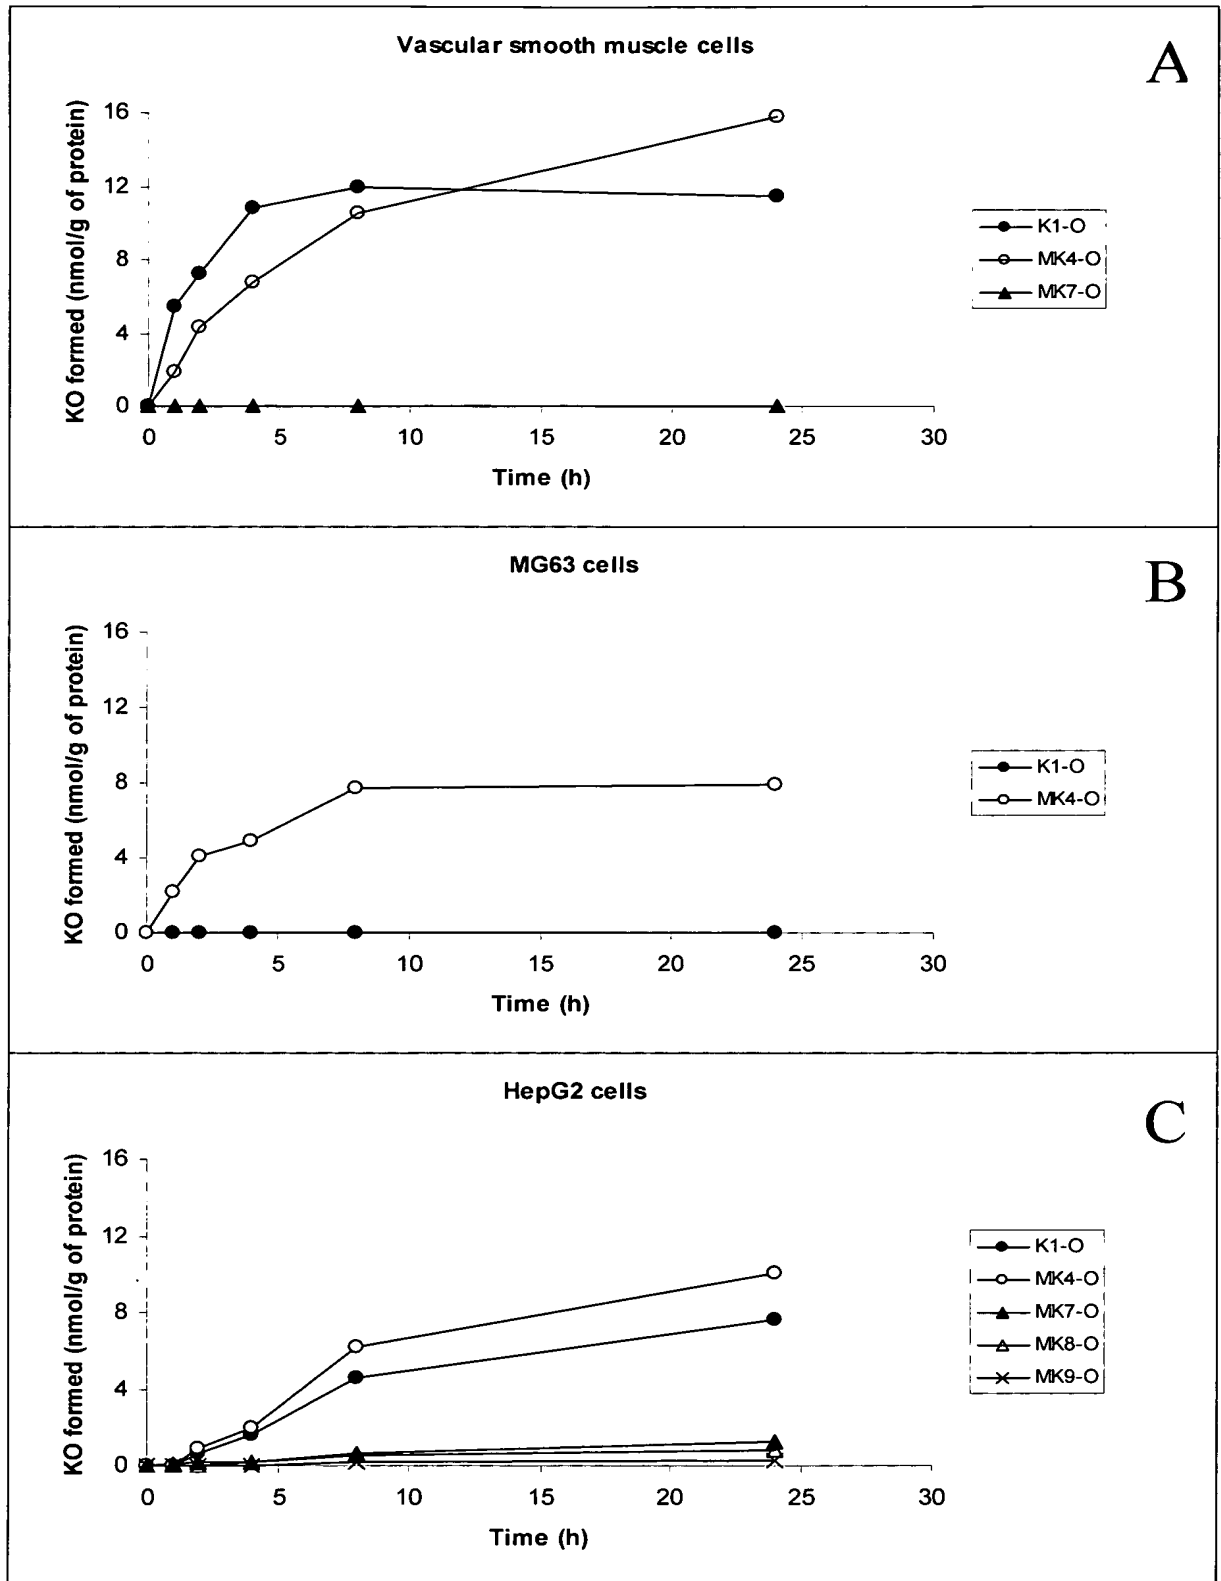 Vascular smooth muscle cells
A
KO formed (nmol/g of protein)
16
12
8
4
0
0 5 10 15 20 25 30
Time (h)
K1-O
MK4-O
MK7-O
MG63 cells
B
KO formed (nmol/g of protein)
16
12
8
4
0
0 5 10 15 20 25 30
Time (h)
K1-O
MK4-O
HepG2 cells
C
KO formed (nmol/g of protein)
16
12
8
4
0
0 5 10 15 20 25 30
Time (h)
K1-O
MK4-O
MK7-O
MK8-O
MK9-O